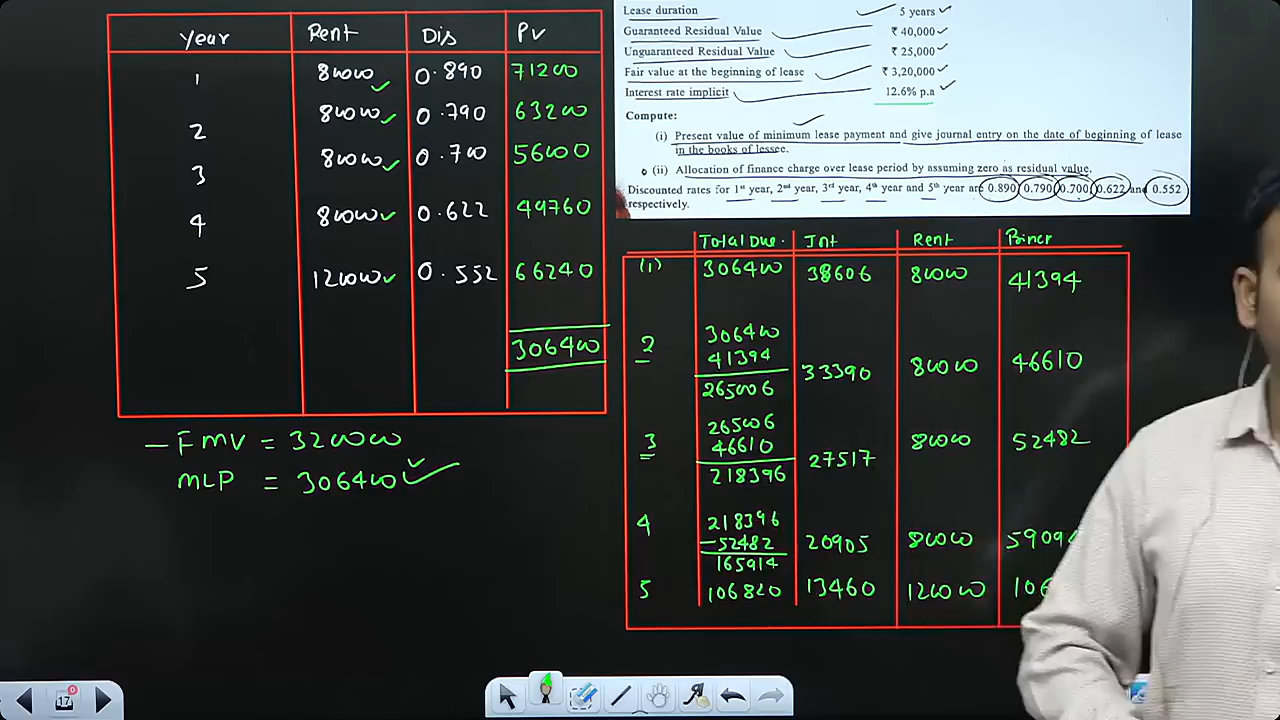 Year Rent Dis PV
1 80000 0.890 71200
2 80000 0.790 63200
3 80000 0.700 56000
4 80000 0.622 49760
5 120000 0.552 66240
306400
— FMV = 320000
MLP = 306400
Lease duration 5 years
Guaranteed Residual Value ₹ 40,000
Unguaranteed Residual Value ₹ 25,000
Fair value at the beginning of lease ₹ 3,20,000
Interest rate implicit 12.6% p.a
Compute:
(i) Present value of minimum lease payment and give journal entry on the date of beginning of lease
in the books of lessee.
(ii) Allocation of finance charge over lease period by assuming zero as residual value.
Discounted rates for 1st year, 2nd year, 3rd year, 4th year and 5th year are 0.890, 0.790, 0.700, 0.622 and 0.552
respectively.
Total Due. Int Rent
(1) 306400 38606 80000 41394
306400
2 41394 33390 80000 46610
265006
265006
3 46610 27517 80000 52482
218396
218396
4 -52482 20905 80000
165914
5 106820 13460 120000
17